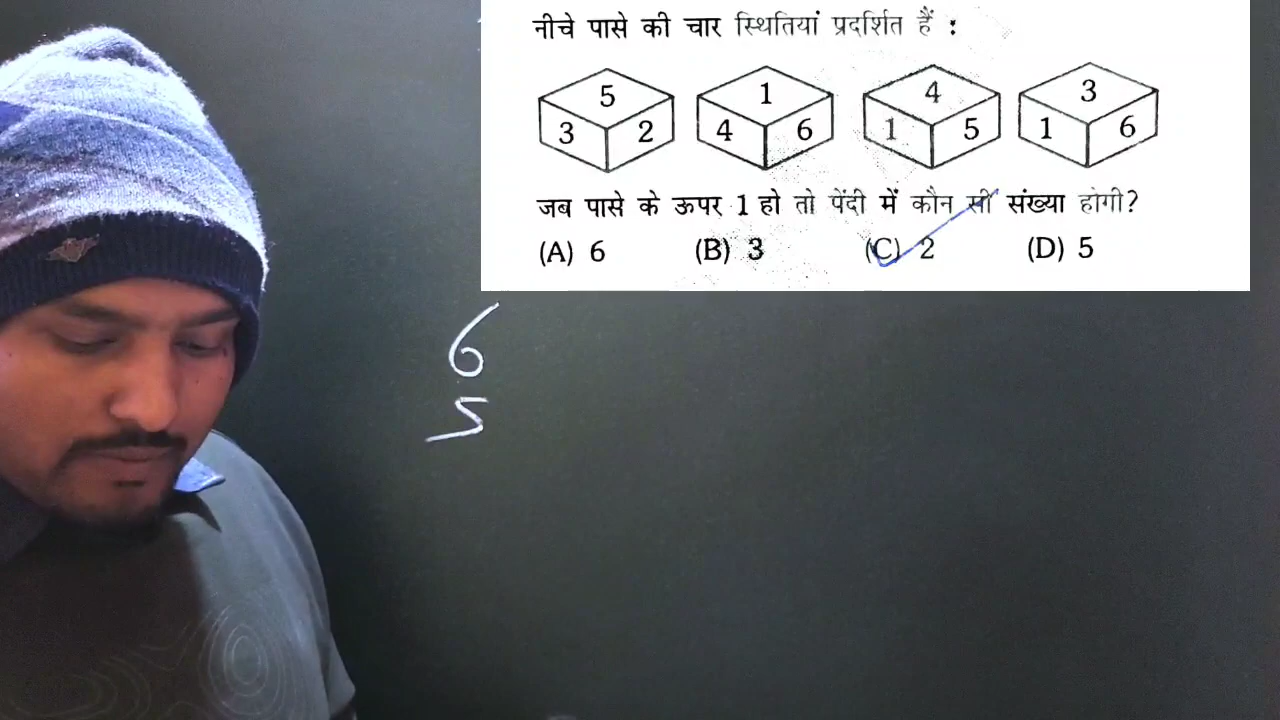 नीचे पासे की चार स्थितियां प्रदर्शित हैं :
5 1 4 3
3 2 4 6 1 5 1 6
जब पासे के ऊपर 1 हो तो पेंदी में कौन सी संख्या होगी?
(A) 6 (B) 3 (C) 2 (D) 5
6
5